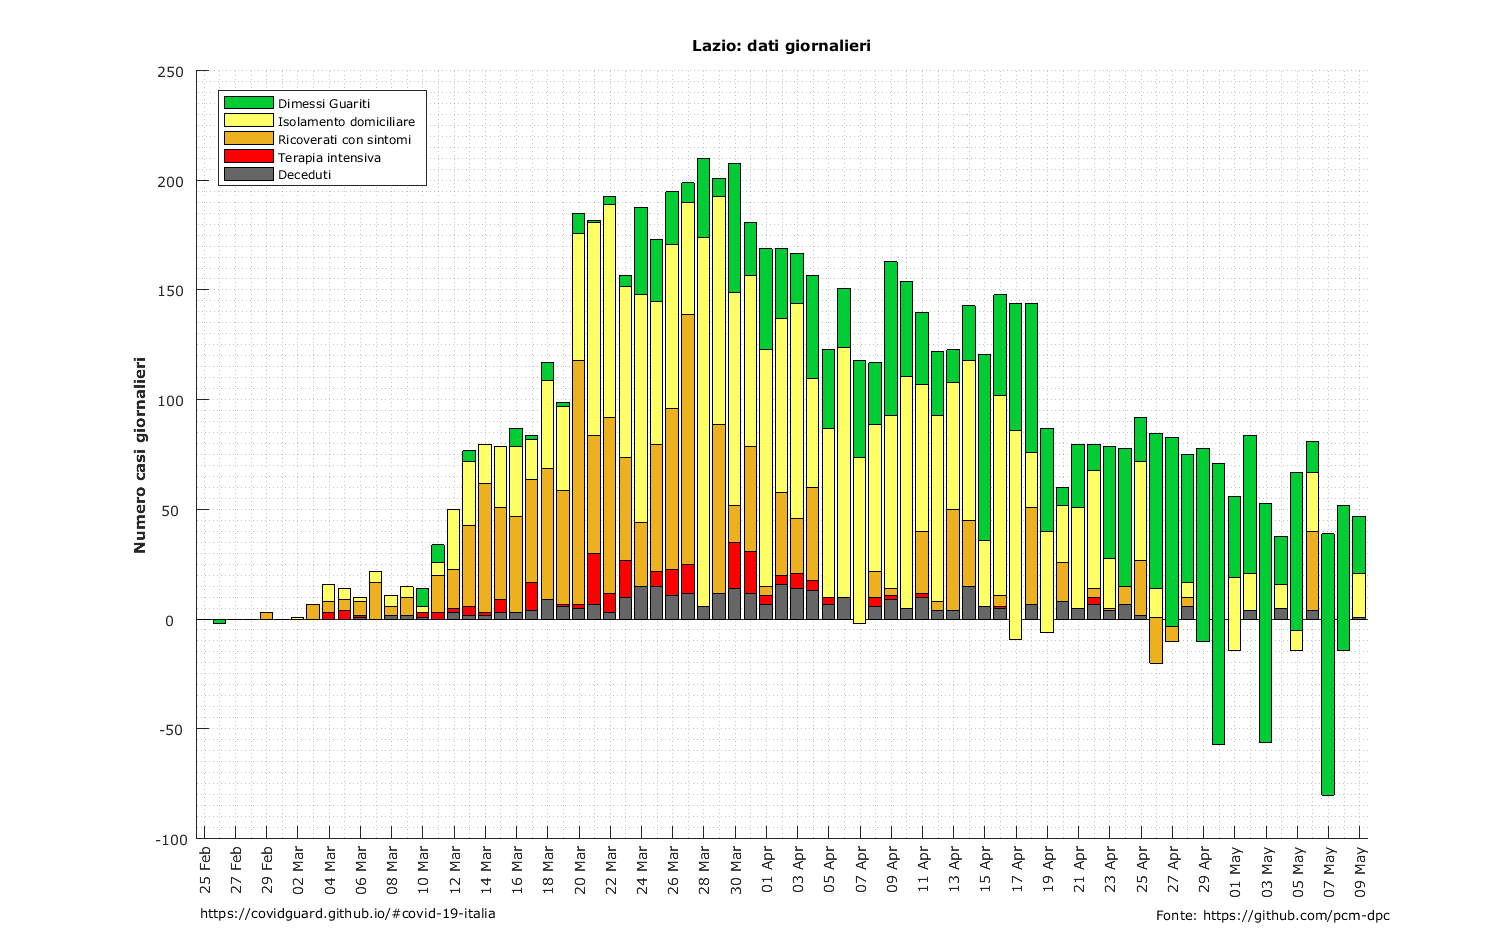 Lazio: dati giornalieri
250
200
150
100
50
0
-50
-100
Numero casi giornalieri
Dimessi Guariti
Isolamento domiciliare
Ricoverati con sintomi
Terapia intensiva
Deceduti
25 Feb
27 Feb
29 Feb
02 Mar
04 Mar
06 Mar
08 Mar
10 Mar
12 Mar
14 Mar
16 Mar
18 Mar
20 Mar
22 Mar
24 Mar
26 Mar
28 Mar
30 Mar
01 Apr
03 Apr
05 Apr
07 Apr
09 Apr
11 Apr
13 Apr
15 Apr
17 Apr
19 Apr
21 Apr
23 Apr
25 Apr
27 Apr
29 Apr
01 May
03 May
05 May
07 May
09 May
https://covidguard.github.io/#covid-19-italia
Fonte: https://github.com/pcm-dpc